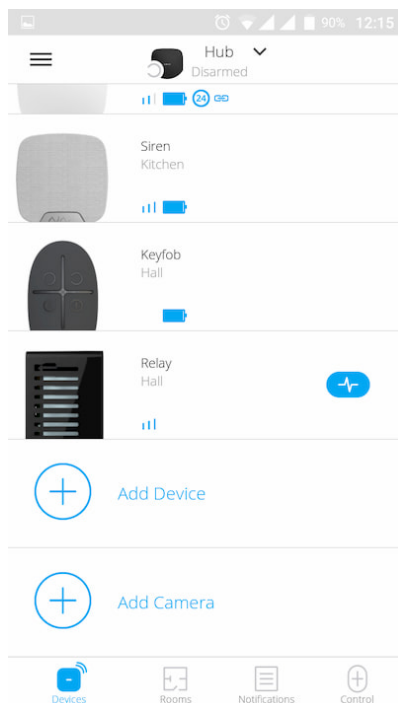 90% 12:15
Hub
Disarmed
24
Siren
Kitchen
Keyfob
Hall
Relay
Hall
Add Device
Add Camera
Devices
Rooms
Notifications
Control